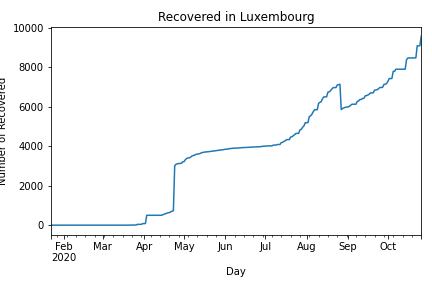 Recovered in Luxembourg
Number of Recovered
10000
8000
6000
4000
2000
0
Feb Mar Apr May Jun Jul Aug Sep Oct
2020
Day